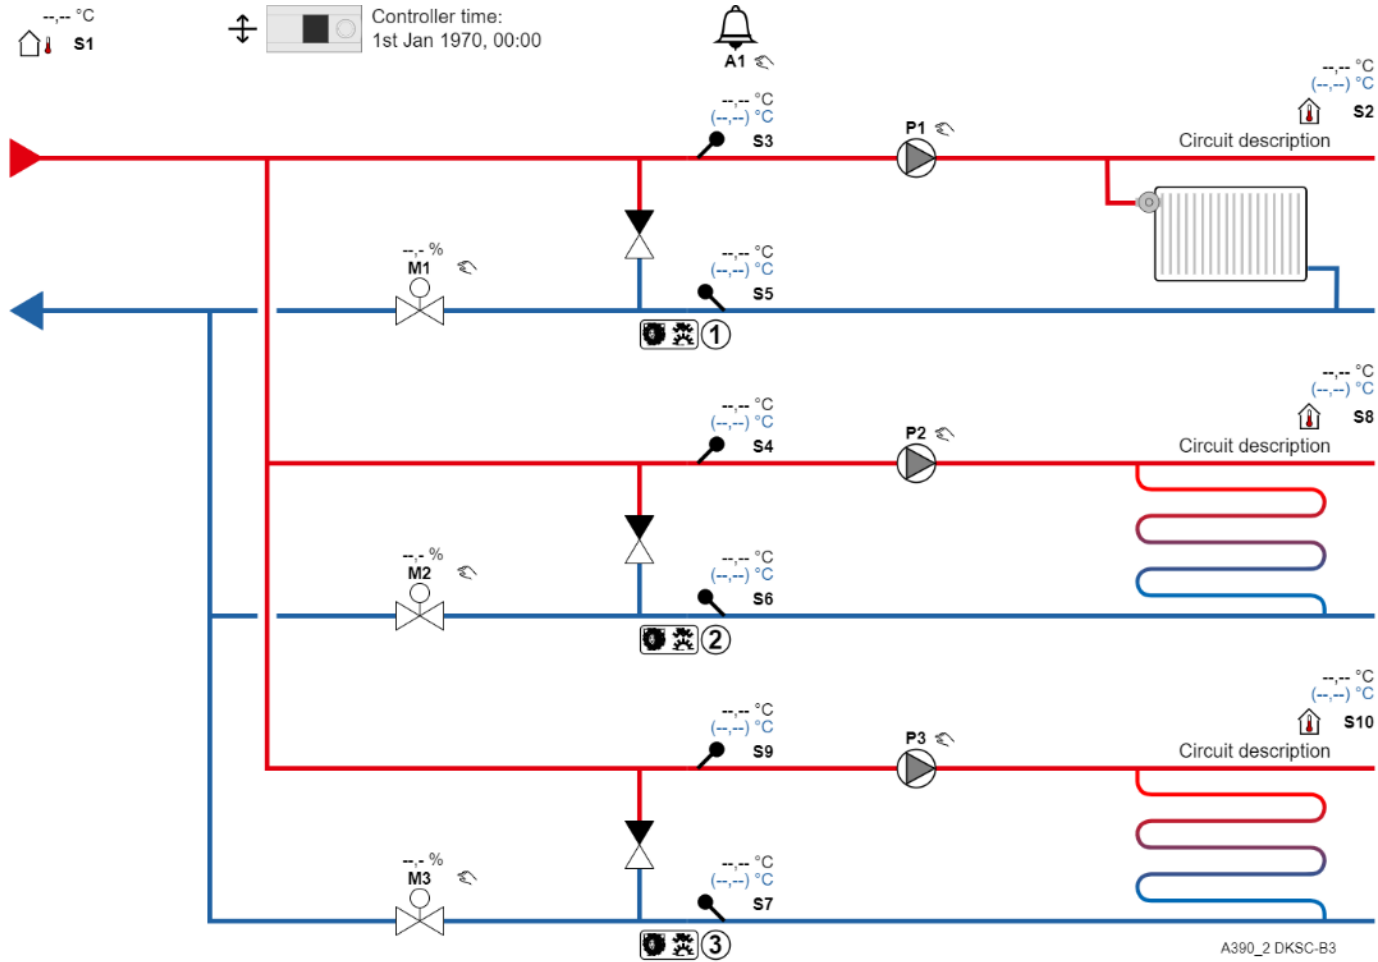 --,-- °C
S1
Controller time:
1st Jan 1970, 00:00
A1
--,-- °C
(--,--) °C
S2
Circuit description
--,-- °C
(--,--) °C
S3
P1
--,- %
M1
--,-- °C
(--,--) °C
S5
1
--,-- °C
(--,--) °C
S8
Circuit description
--,-- °C
(--,--) °C
S4
P2
--,- %
M2
--,-- °C
(--,--) °C
S6
2
--,-- °C
(--,--) °C
S10
Circuit description
--,-- °C
(--,--) °C
S9
P3
--,- %
M3
--,-- °C
(--,--) °C
S7
3
A390_2 DKSC-B3